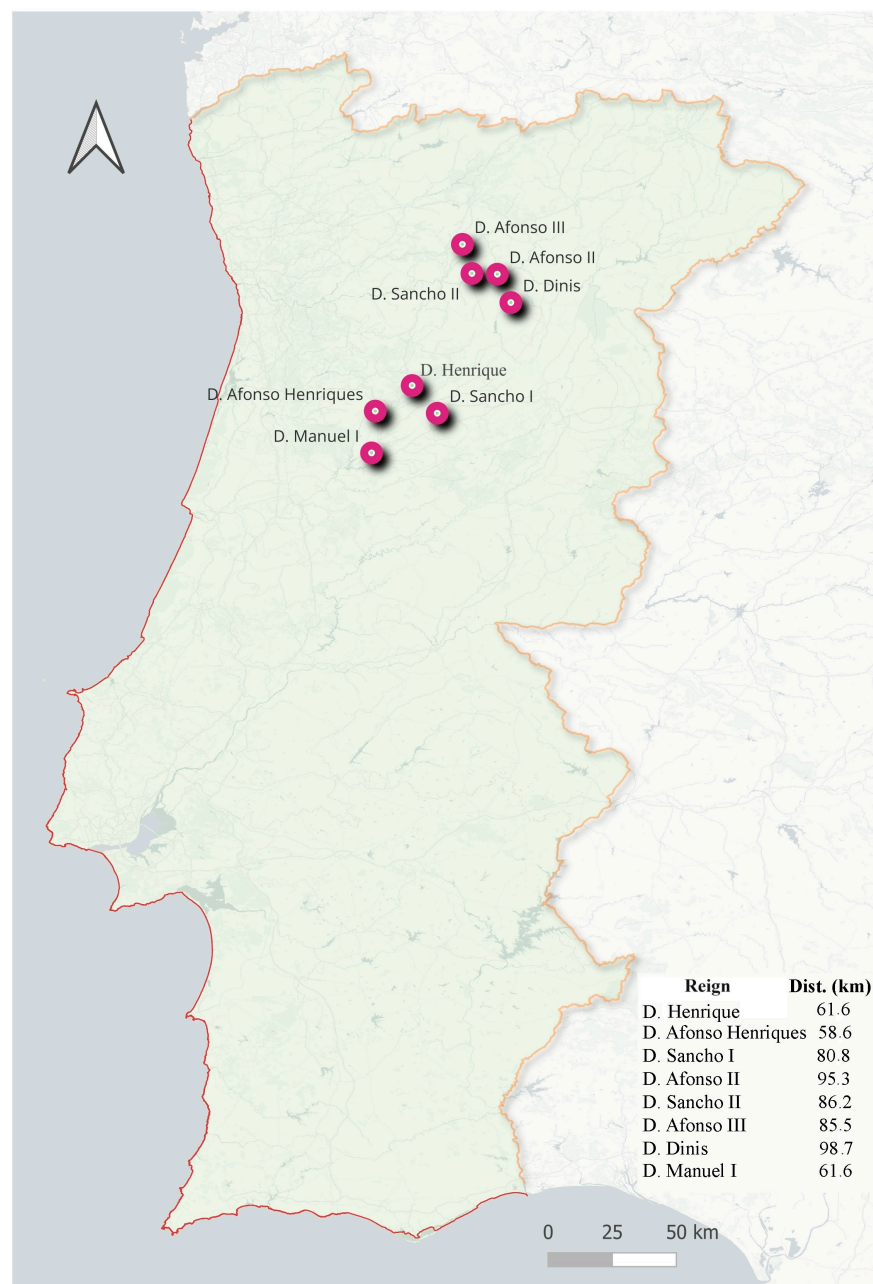 D. Afonso III
D. Afonso II
D. Sancho II
D. Dinis
D. Henrique
D. Afonso Henriques
D. Sancho I
D. Manuel I
Reign Dist. (km)
D. Henrique 61.6
D. Afonso Henriques 58.6
D. Sancho I 80.8
D. Afonso II 95.3
D. Sancho II 86.2
D. Afonso III 85.5
D. Dinis 98.7
D. Manuel I 61.6
0 25 50 km